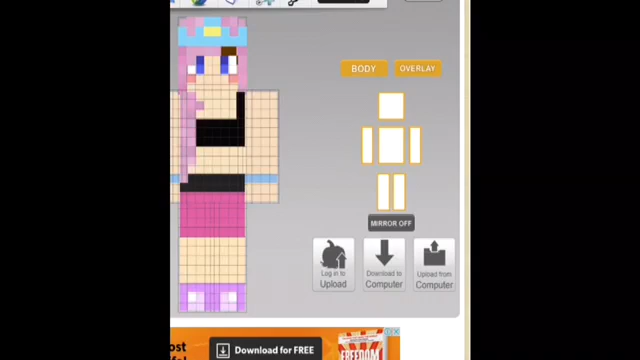 BODY OVERLAY
MIRROR OFF
Log in to
Upload
Download to
Computer
Upload from
Computer
Download for FREE
FREEDOM